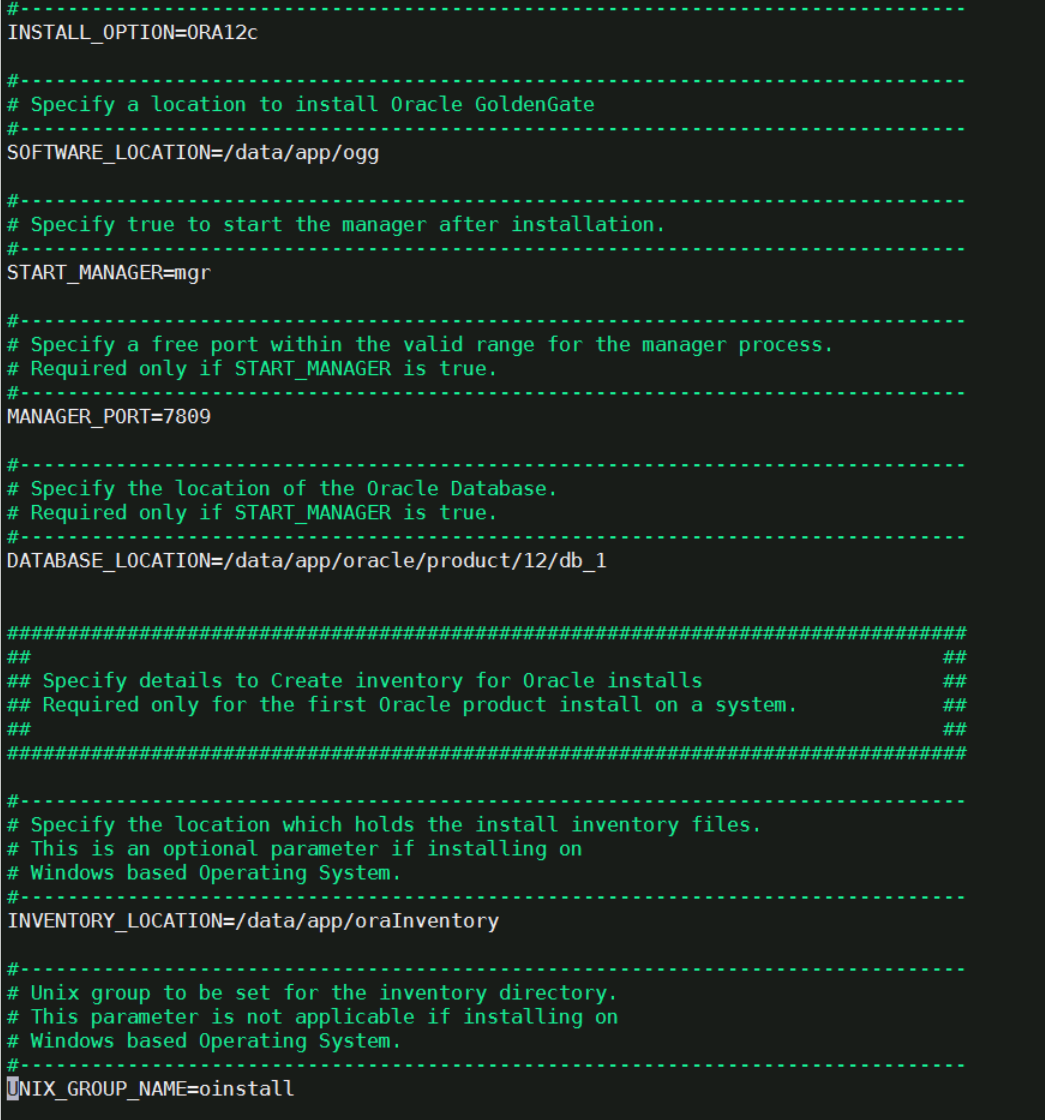 #-------------------------------------------------------------------------------
INSTALL_OPTION=ORA12c
#-------------------------------------------------------------------------------
# Specify a location to install Oracle GoldenGate
#-------------------------------------------------------------------------------
SOFTWARE_LOCATION=/data/app/ogg
#-------------------------------------------------------------------------------
# Specify true to start the manager after installation.
#-------------------------------------------------------------------------------
START_MANAGER=mgr
#-------------------------------------------------------------------------------
# Specify a free port within the valid range for the manager process.
# Required only if START_MANAGER is true.
#-------------------------------------------------------------------------------
MANAGER_PORT=7809
#-------------------------------------------------------------------------------
# Specify the location of the Oracle Database.
# Required only if START_MANAGER is true.
#-------------------------------------------------------------------------------
DATABASE_LOCATION=/data/app/oracle/product/12/db_1
################################################################################
## ##
## Specify details to Create inventory for Oracle installs ##
## Required only for the first Oracle product install on a system. ##
## ##
################################################################################
#-------------------------------------------------------------------------------
# Specify the location which holds the install inventory files.
# This is an optional parameter if installing on
# Windows based Operating System.
#-------------------------------------------------------------------------------
INVENTORY_LOCATION=/data/app/oraInventory
#-------------------------------------------------------------------------------
# Unix group to be set for the inventory directory.
# This parameter is not applicable if installing on
# Windows based Operating System.
#-------------------------------------------------------------------------------
UNIX_GROUP_NAME=oinstall